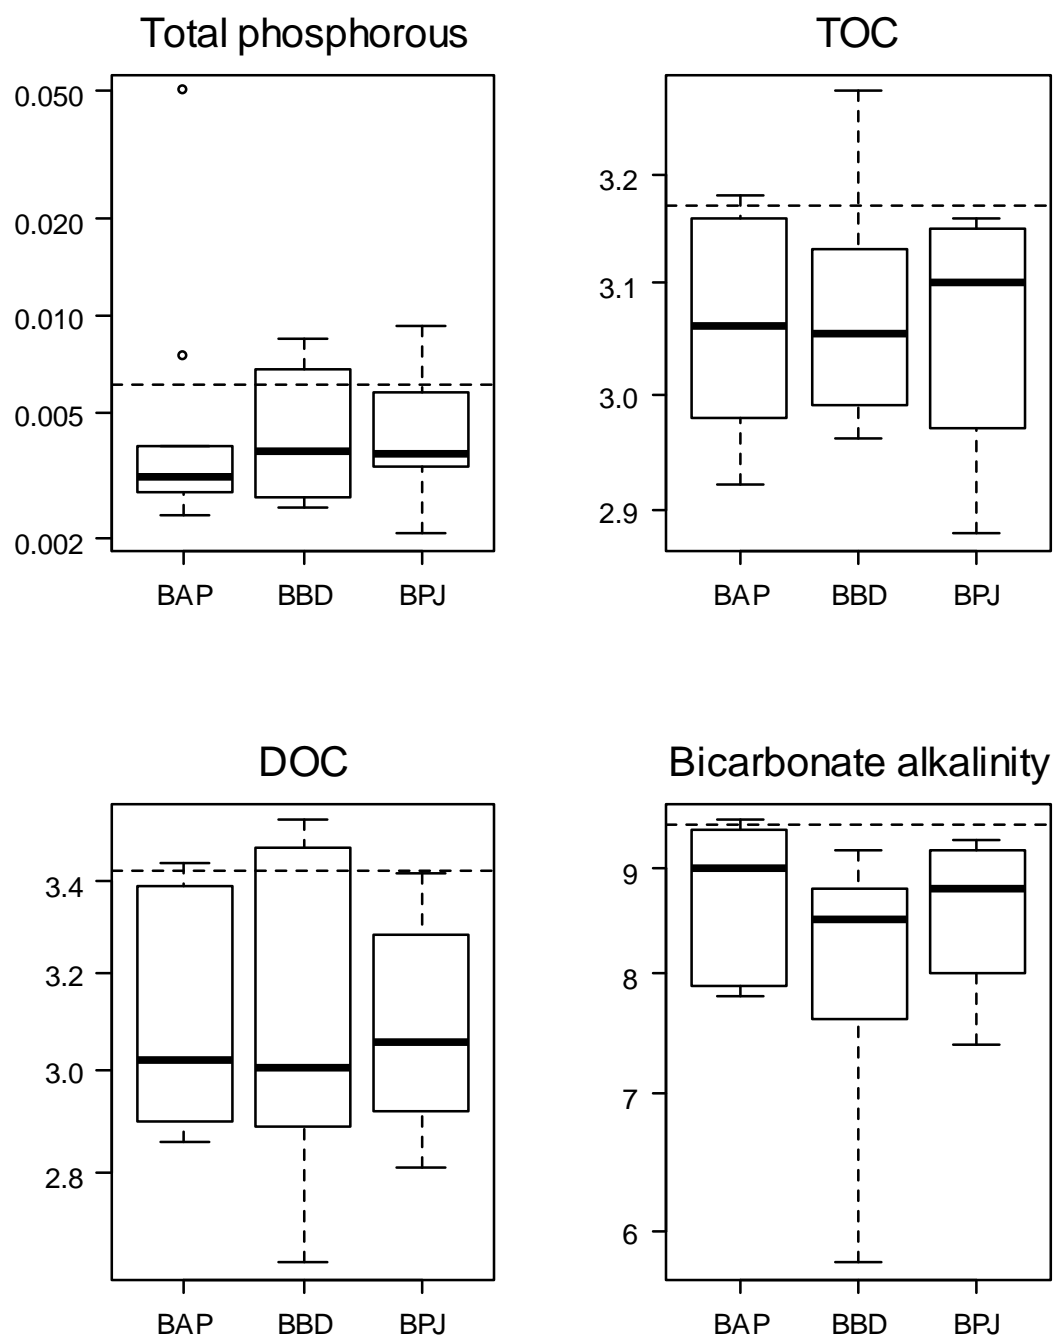 Total phosphorous
0.050
0.020
0.010
0.005
0.002
BAP BBD BPJ
TOC
3.2
3.1
3.0
2.9
BAP BBD BPJ
DOC
3.4
3.2
3.0
2.8
BAP BBD BPJ
Bicarbonate alkalinity
9
8
7
6
BAP BBD BPJ